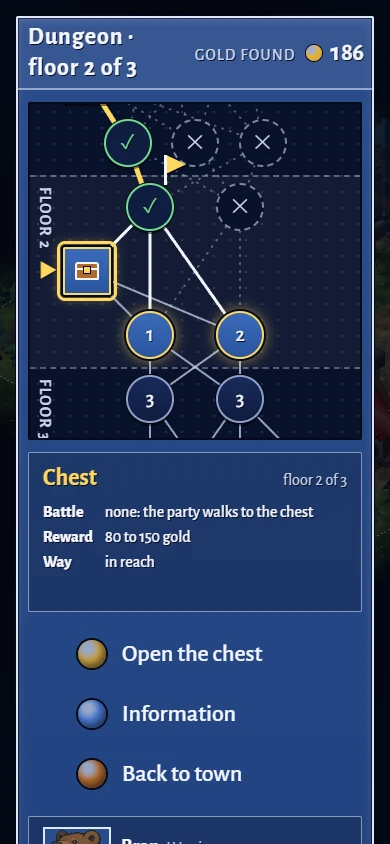 Dungeon ·
floor 2 of 3
GOLD FOUND 186
FLOOR 2
1
2
FLOOR 3
3
3
Chest
floor 2 of 3
Battle none: the party walks to the chest
Reward 80 to 150 gold
Way in reach
Open the chest
Information
Back to town